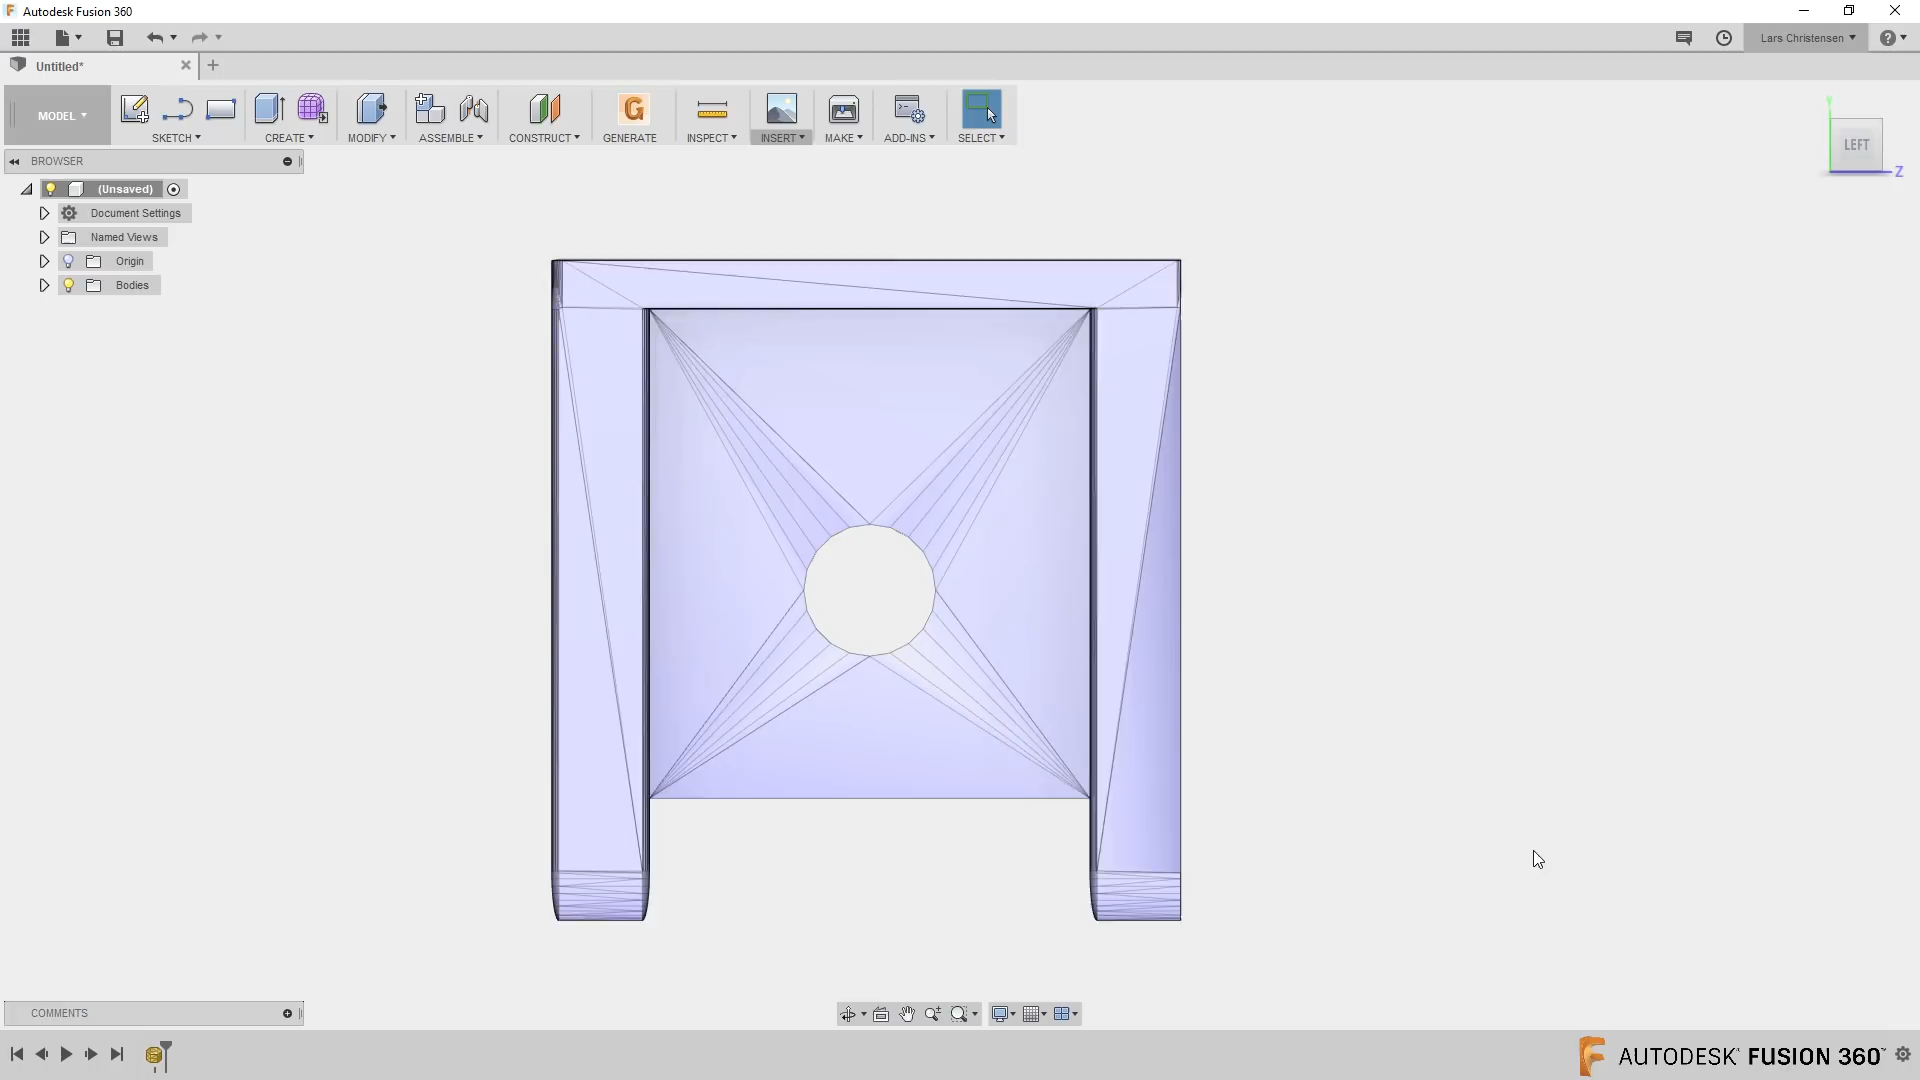 Autodesk Fusion 360
Lars Christensen
Untitled*
MODEL
SKETCH
CREATE
MODIFY
ASSEMBLE
CONSTRUCT
GENERATE
INSPECT
INSERT
MAKE
ADD-INS
SELECT
Y
LEFT
Z
BROWSER
(Unsaved)
Document Settings
Named Views
Origin
Bodies
COMMENTS
AUTODESK® FUSION 360™